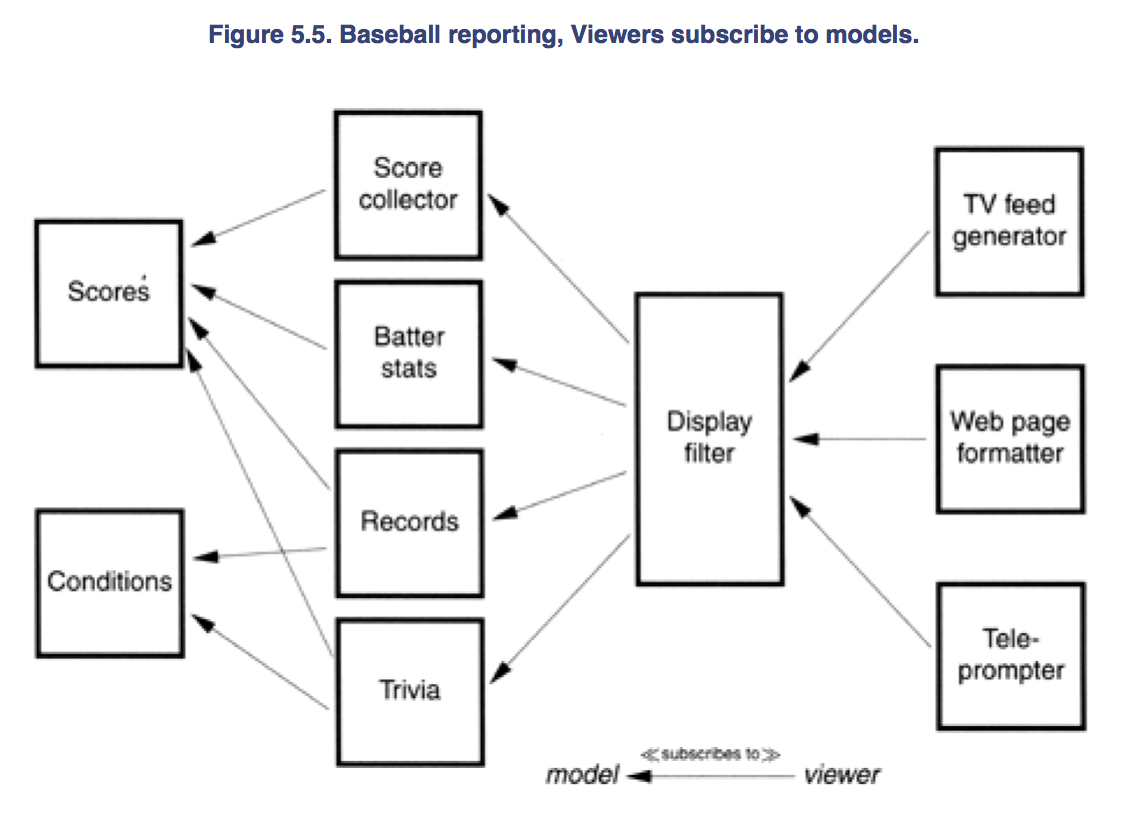 Figure 5.5. Baseball reporting, Viewers subscribe to models.
Score
collector
TV feed
generator
Scores
Batter
stats
Display
filter
Web page
formatter
Records
Conditions
Tele-
prompter
Trivia
≪subscribes to≫
model
viewer